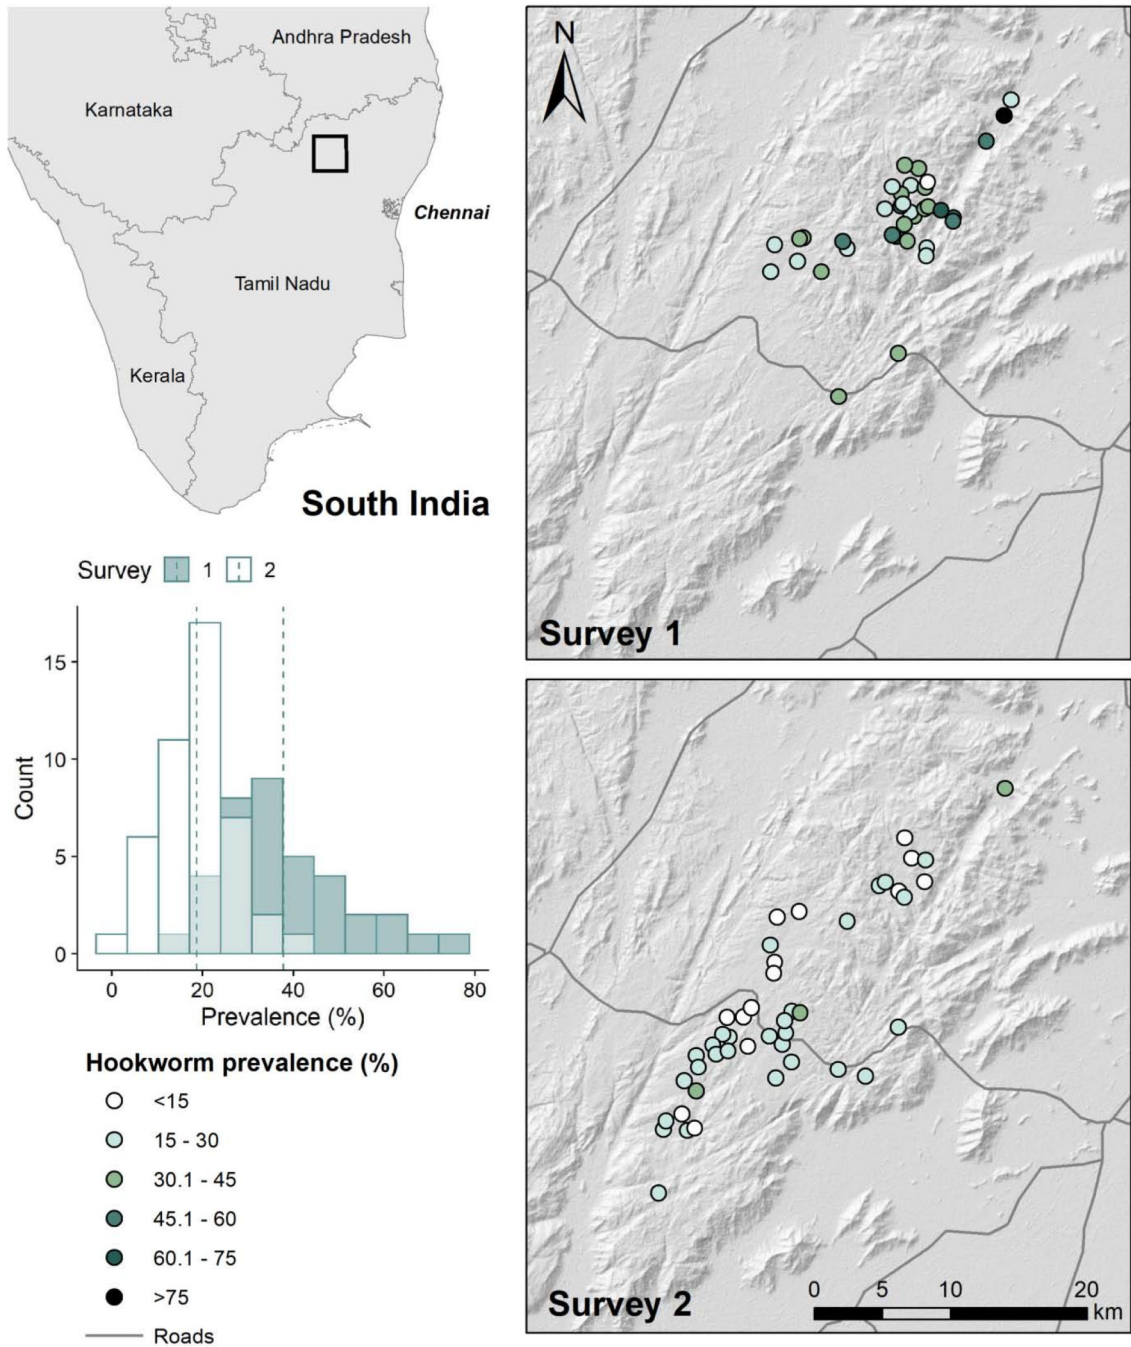 Andhra Pradesh
Karnataka
Chennai
Tamil Nadu
Kerala
South India
N
Survey 1
Survey 1 2
15
10
5
0
Count
0 20 40 60 80
Prevalence (%)
Hookworm prevalence (%)
<15
15 - 30
30.1 - 45
45.1 - 60
60.1 - 75
>75
Roads
0 5 10 20
km
Survey 2